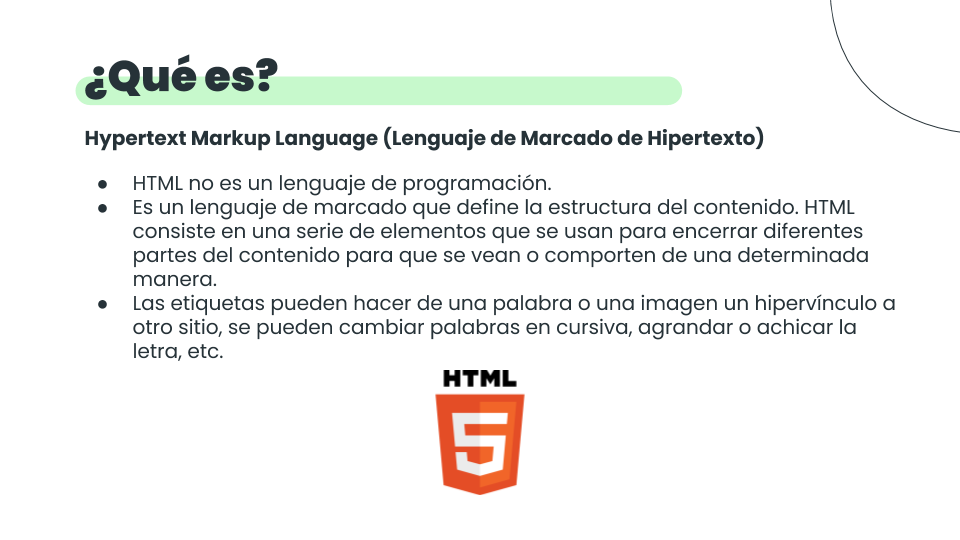 ¿Qué es?
Hypertext Markup Language (Lenguaje de Marcado de Hipertexto)
● HTML no es un lenguaje de programación.
● Es un lenguaje de marcado que define la estructura del contenido. HTML
consiste en una serie de elementos que se usan para encerrar diferentes
partes del contenido para que se vean o comporten de una determinada
manera.
● Las etiquetas pueden hacer de una palabra o una imagen un hipervínculo a
otro sitio, se pueden cambiar palabras en cursiva, agrandar o achicar la
letra, etc.
HTML
5